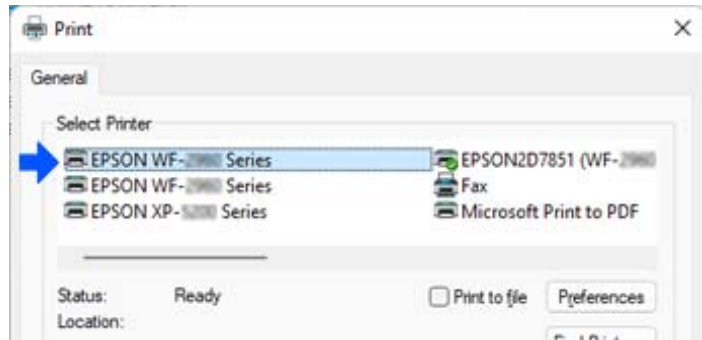 Print
General
Select Printer
EPSON WF- Series
EPSON2D7851 (WF-
EPSON WF- Series
Fax
EPSON XP- Series
Microsoft Print to PDF
Status: Ready
Print to file
Preferences
Location: